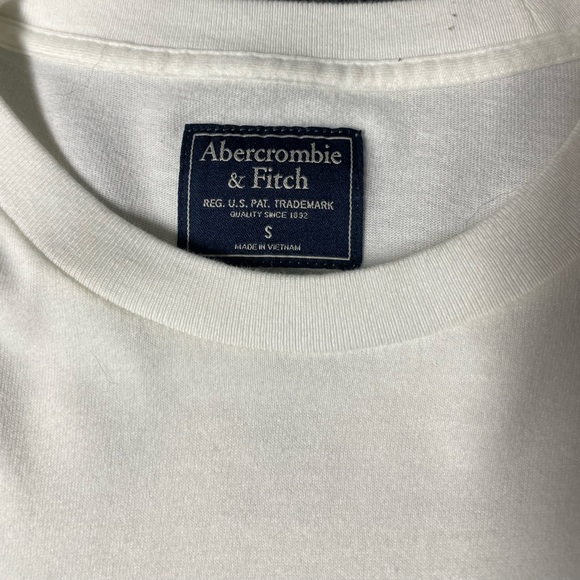 Abercrombie
& Fitch
REG. U.S. PAT. TRADEMARK
QUALITY SINCE 1892
S
MADE IN VIETNAM